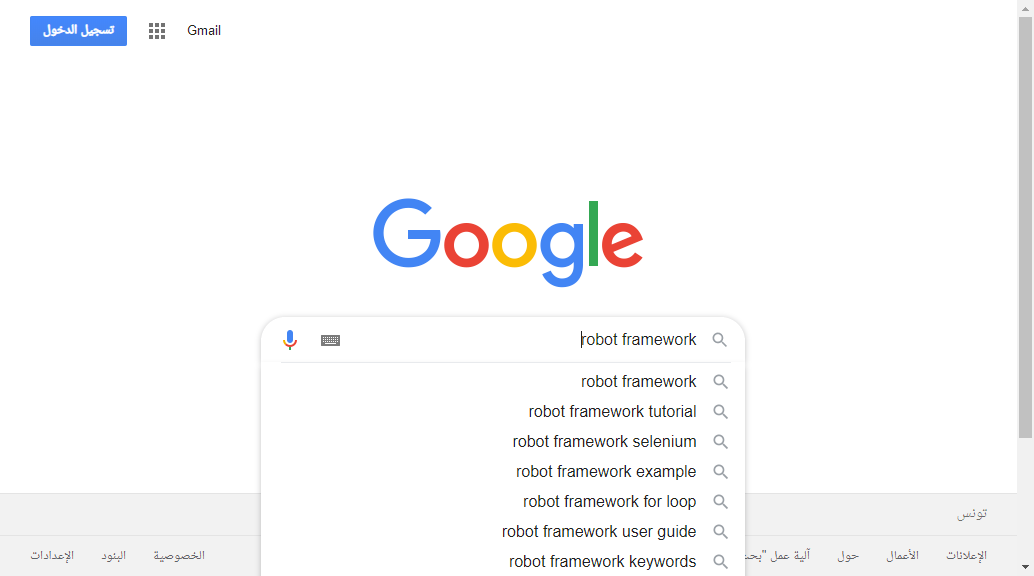 تسجيل الدخول
Gmail
Google
robot framework
robot framework
robot framework tutorial
robot framework selenium
robot framework example
robot framework for loop
robot framework user guide
robot framework keywords
تونس
الإعلانات
الأعمال
حول
آلية عمل "بحث
الخصوصية
البنود
الإعدادات